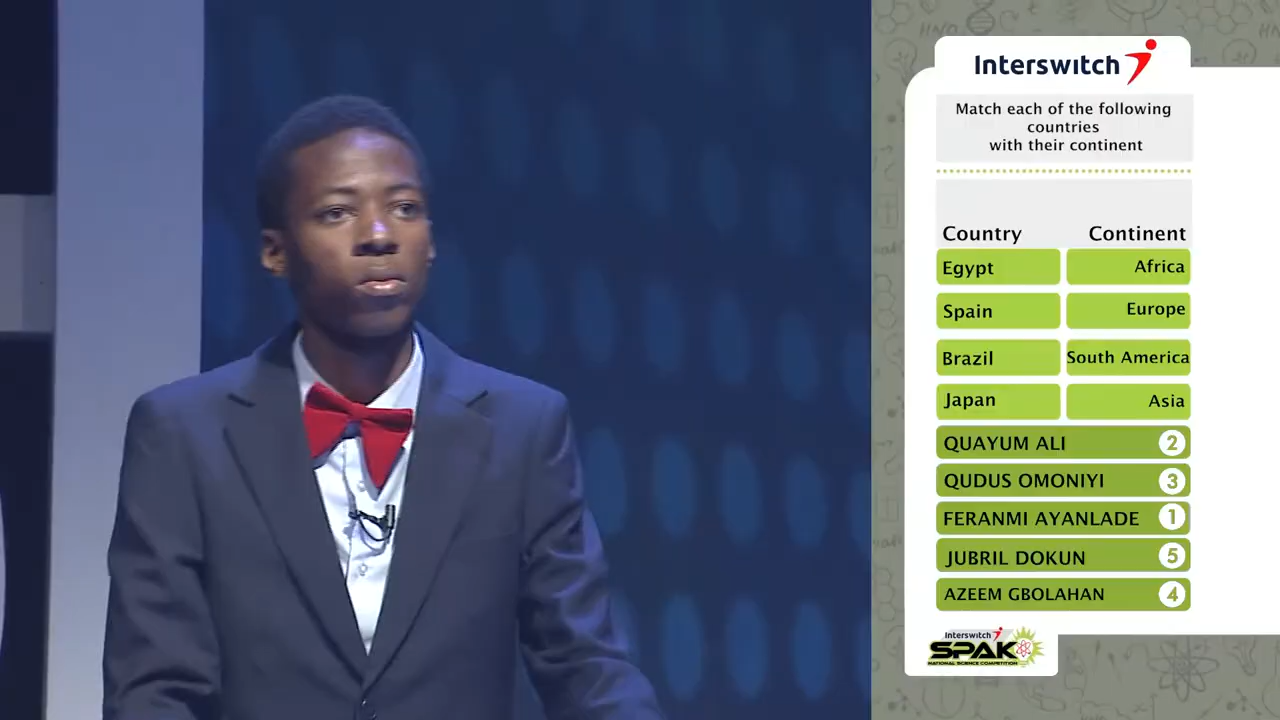 Interswitch
Match each of the following
countries
with their continent
Country Continent
Egypt Africa
Spain Europe
Brazil South America
Japan Asia
QUAYUM ALI 2
QUDUS OMONIYI 3
FERANMI AYANLADE 1
JUBRIL DOKUN 5
AZEEM GBOLAHAN 4
Interswitch
SPAK
NATIONAL SCIENCE COMPETITION